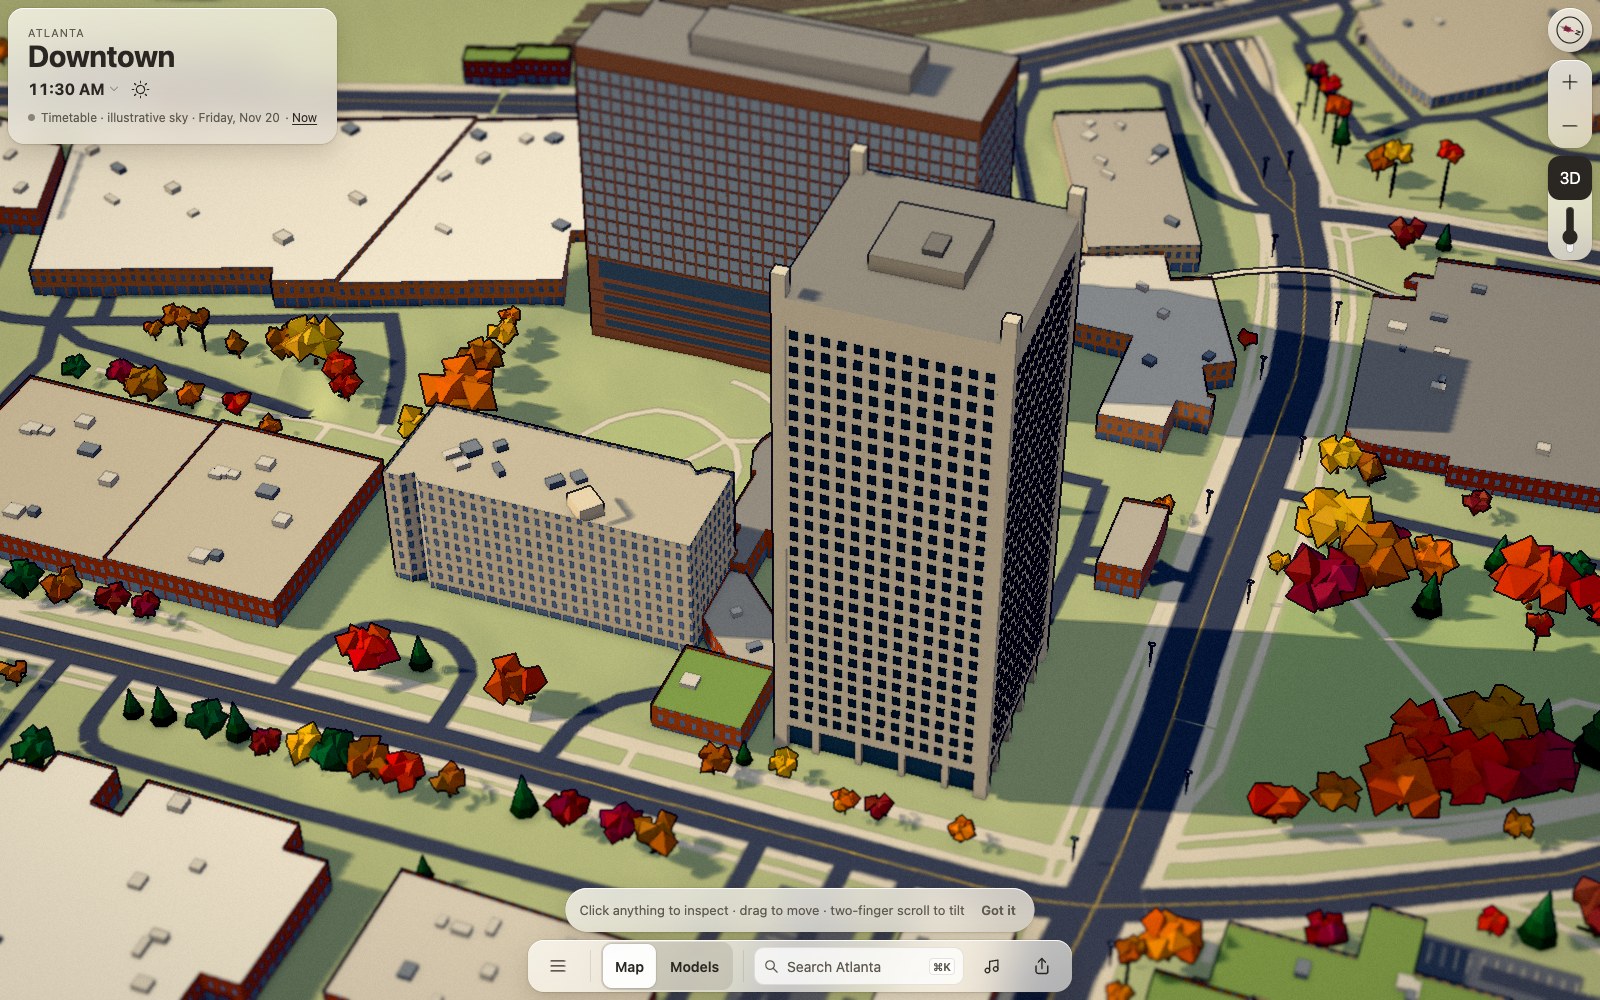 ATLANTA
Downtown
11:30 AM
Timetable · illustrative sky · Friday, Nov 20 · Now
3D
Click anything to inspect · drag to move · two-finger scroll to tilt Got it
Map Models Search Atlanta ⌘K